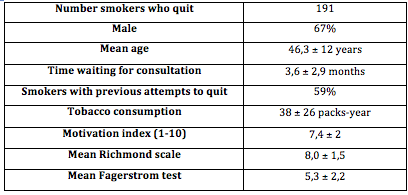 Number smokers who quit 191
Male 67%
Mean age 46,3 ± 12 years
Time waiting for consultation 3,6 ± 2,9 months
Smokers with previous attempts to quit 59%
Tobacco consumption 38 ± 26 packs-year
Motivation index (1-10) 7,4 ± 2
Mean Richmond scale 8,0 ± 1,5
Mean Fagerstrom test 5,3 ± 2,2